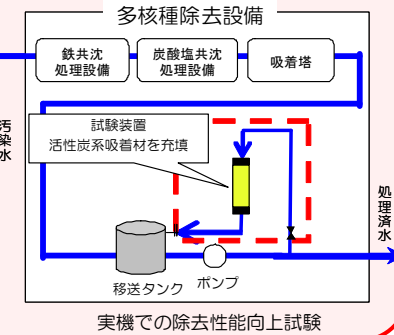 多核種除去設備
鉄共沈
処理設備
炭酸塩共沈
処理設備
吸着塔
汚染水
試験装置
活性炭系吸着材を充填
処理済水
移送タンク
ポンプ
実機での除去性能向上試験